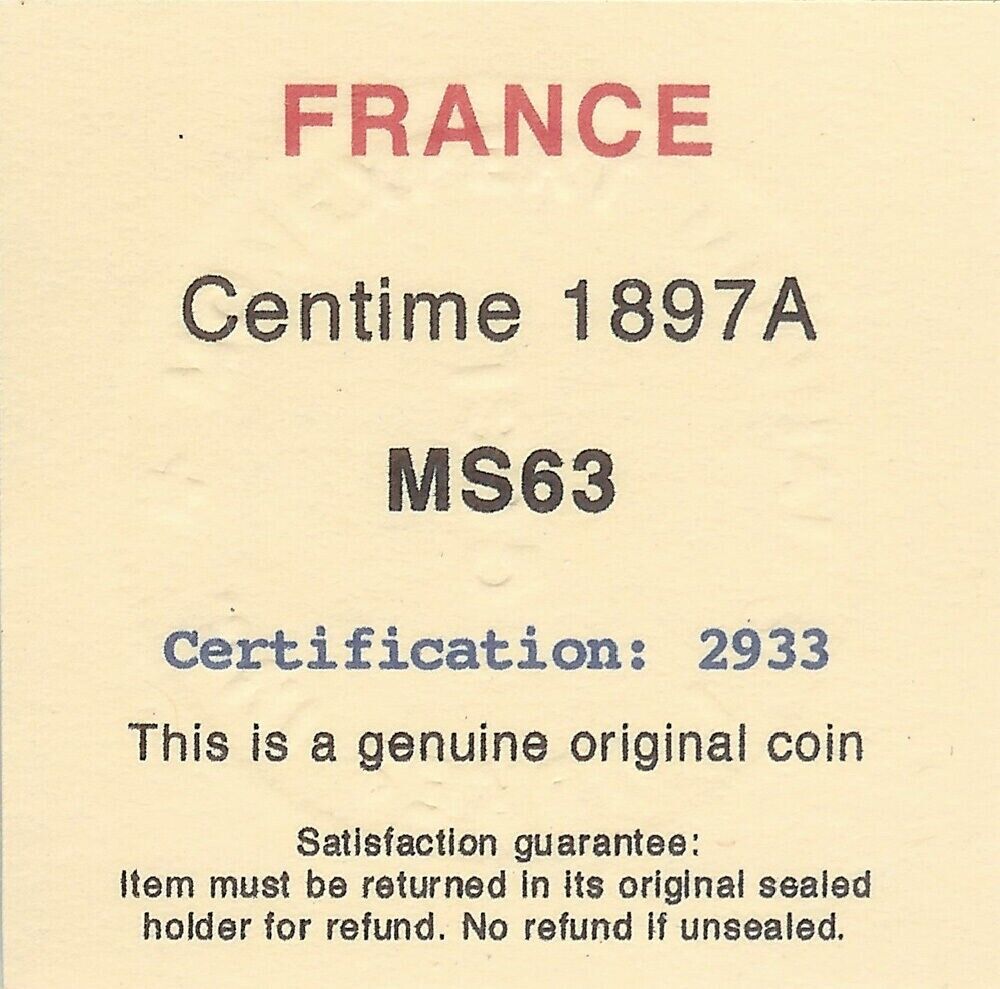 FRANCE
Centime 1897A
MS63
Certification: 2933
This is a genuine original coin
Satisfaction guarantee:
Item must be returned in its original sealed
holder for refund. No refund if unsealed.